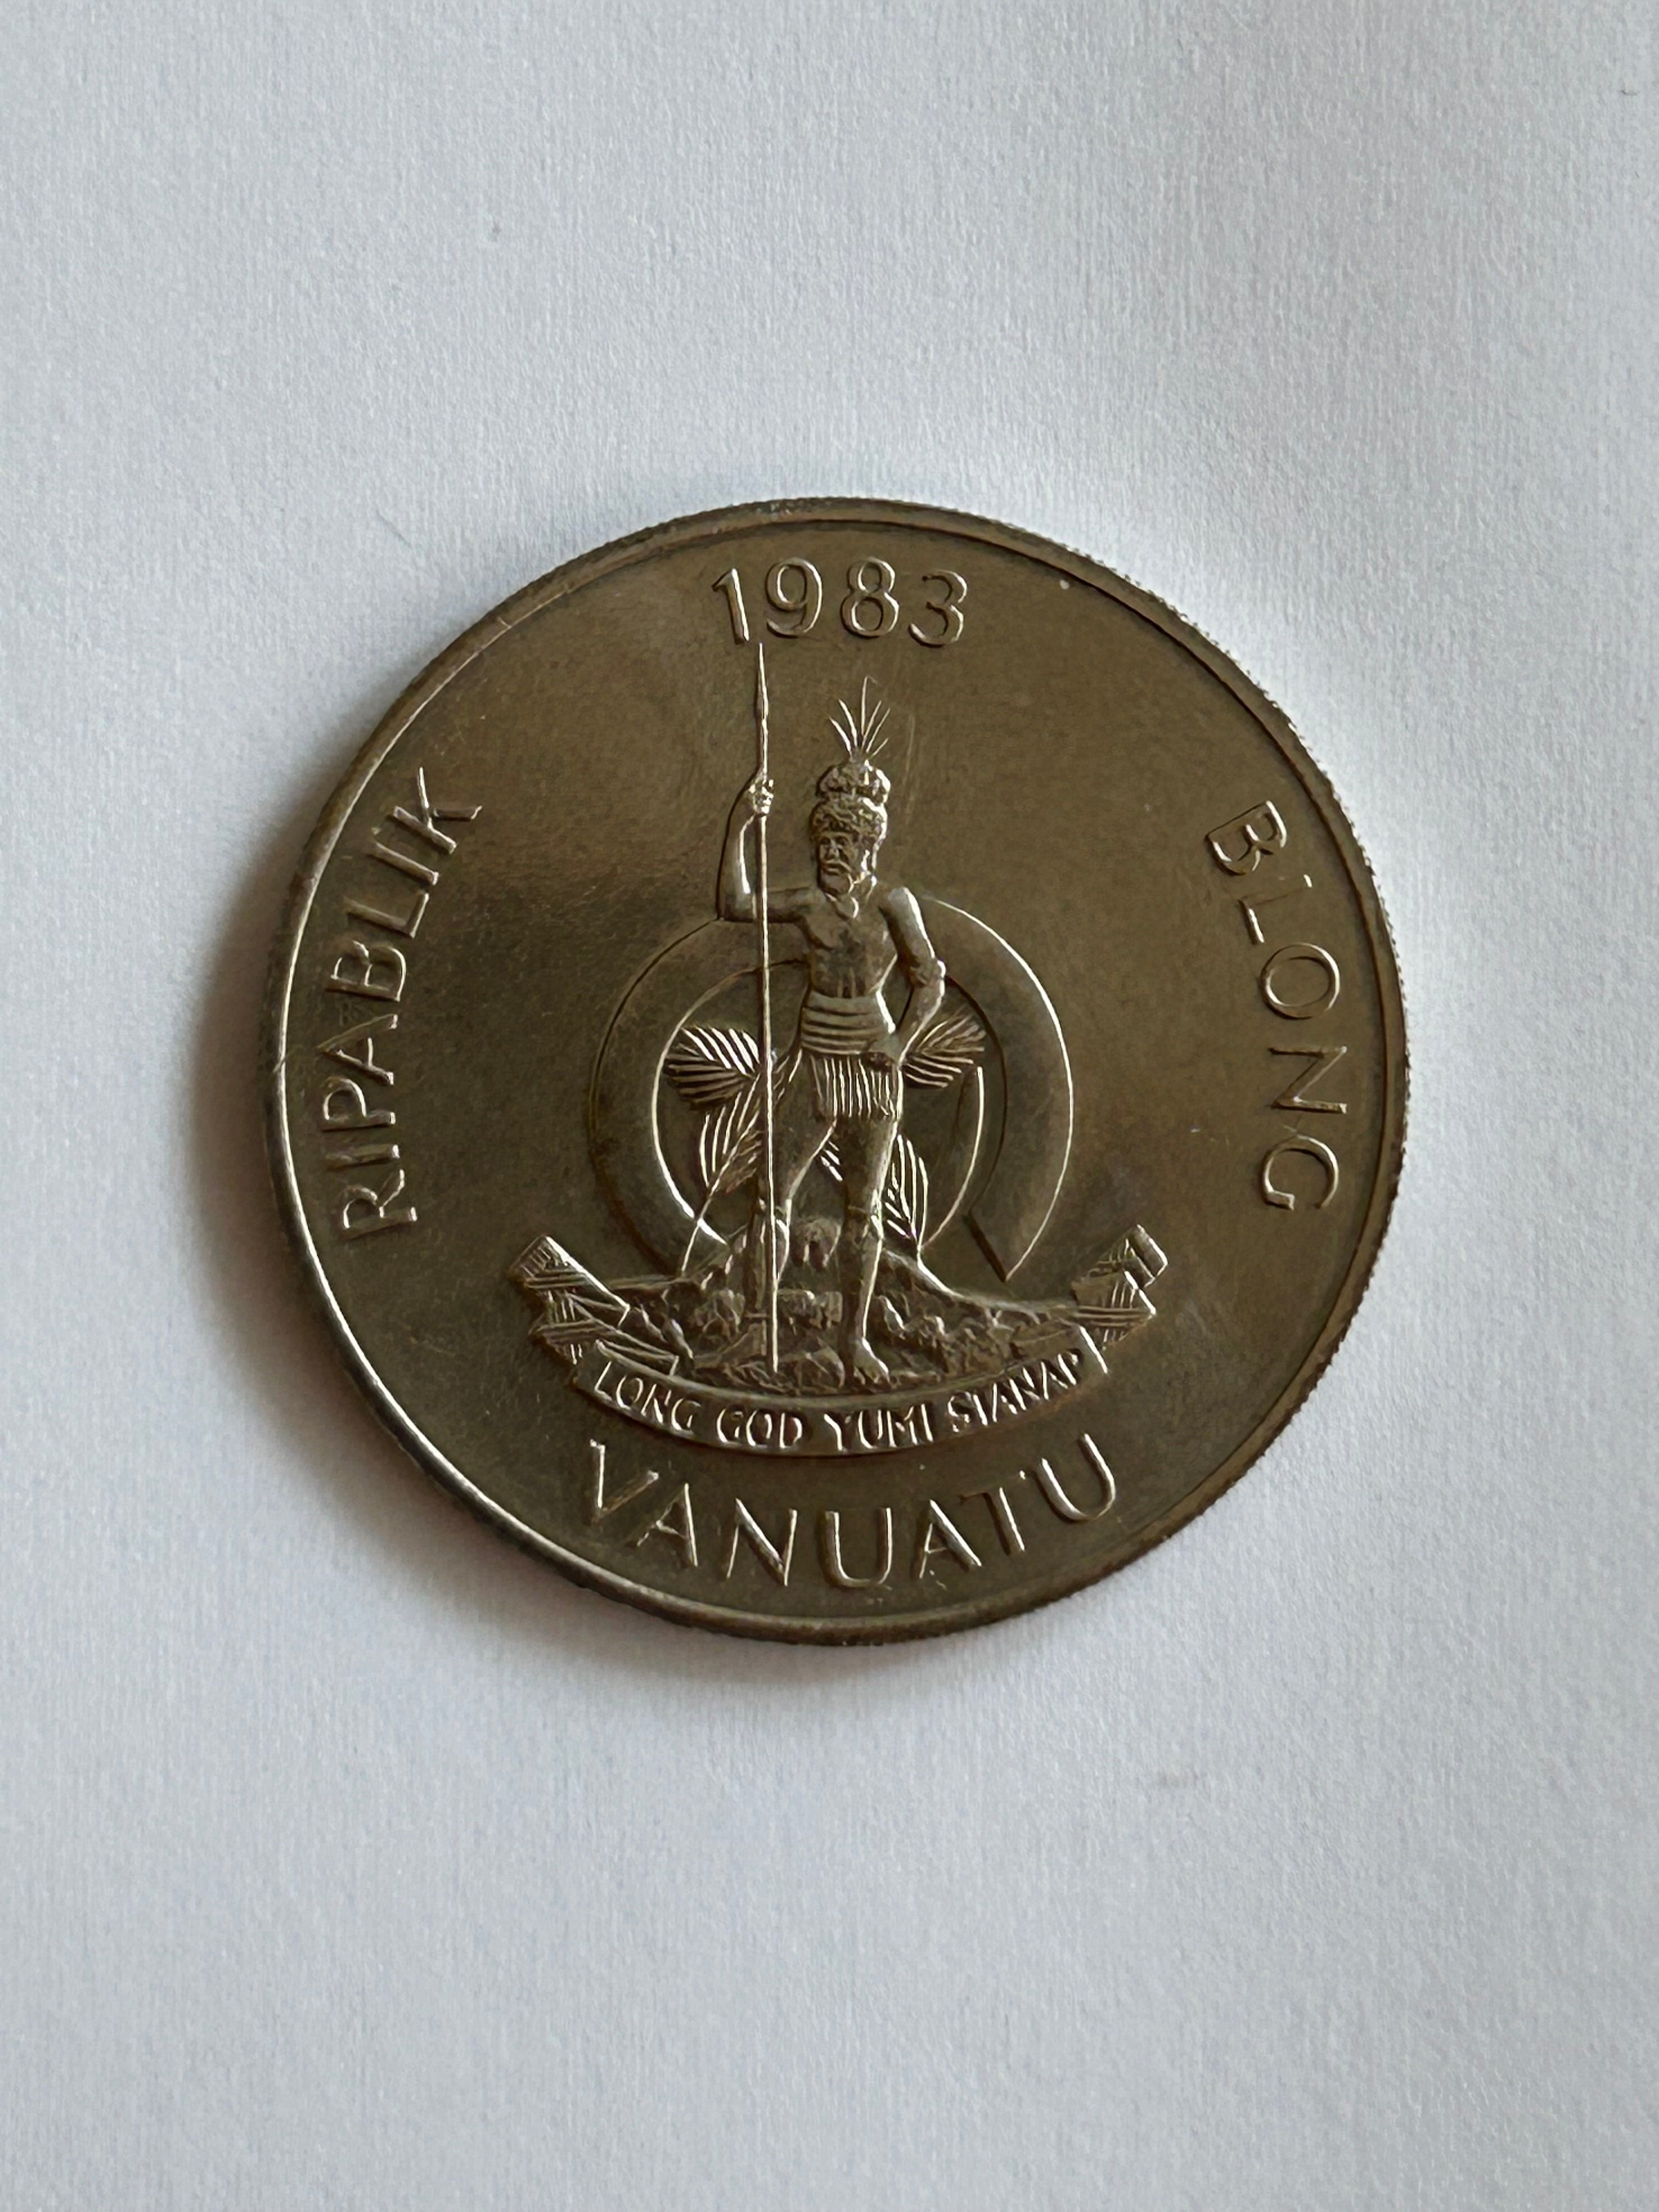 1983
RIPABLIK
BLONG
LONG GOD YUMI STANAP
VANUATU